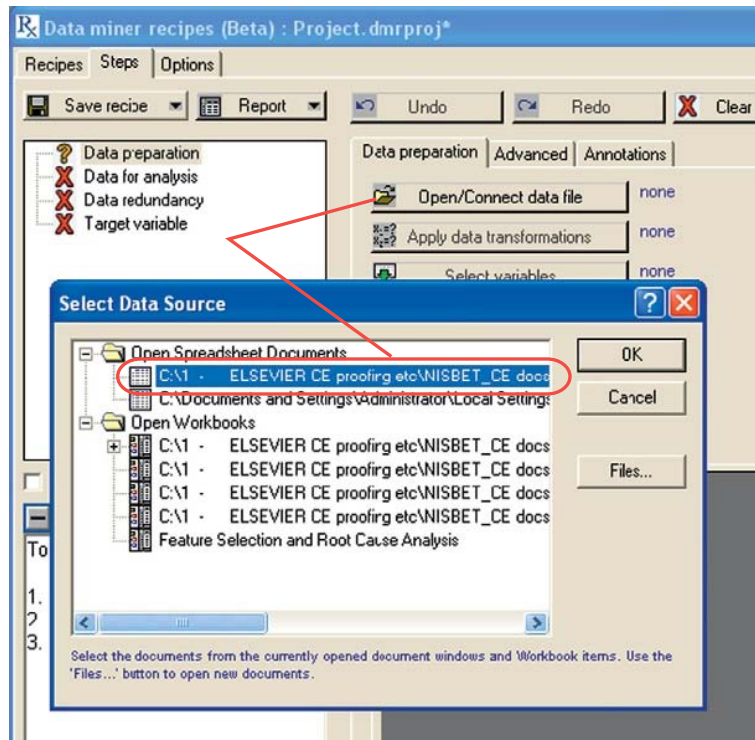 Data miner recipes (Beta) : Project.dmrproj*
Recipes Steps Options
Save recipe Report Undo Redo Clear
Data preparation
Data for analysis
Data redundancy
Target variable
Data preparation Advanced Annotations
Open/Connect data file none
Apply data transformations none
Select variables none
Select Data Source
Open Spreadsheet Documents
C:\1 - ELSEVIER CE proofing etc\NISBET_CE docs
C:\Documents and Settings\Administrator\Local Settings
Open Workbooks
C:\1 - ELSEVIER CE proofing etc\NISBET_CE docs
C:\1 - ELSEVIER CE proofing etc\NISBET_CE docs
C:\1 - ELSEVIER CE proofing etc\NISBET_CE docs
C:\1 - ELSEVIER CE proofing etc\NISBET_CE docs
Feature Selection and Root Cause Analysis
OK
Cancel
Files...
Select the documents from the currently opened document windows and Workbook items. Use the
'Files...' button to open new documents.
To
1.
2
3.